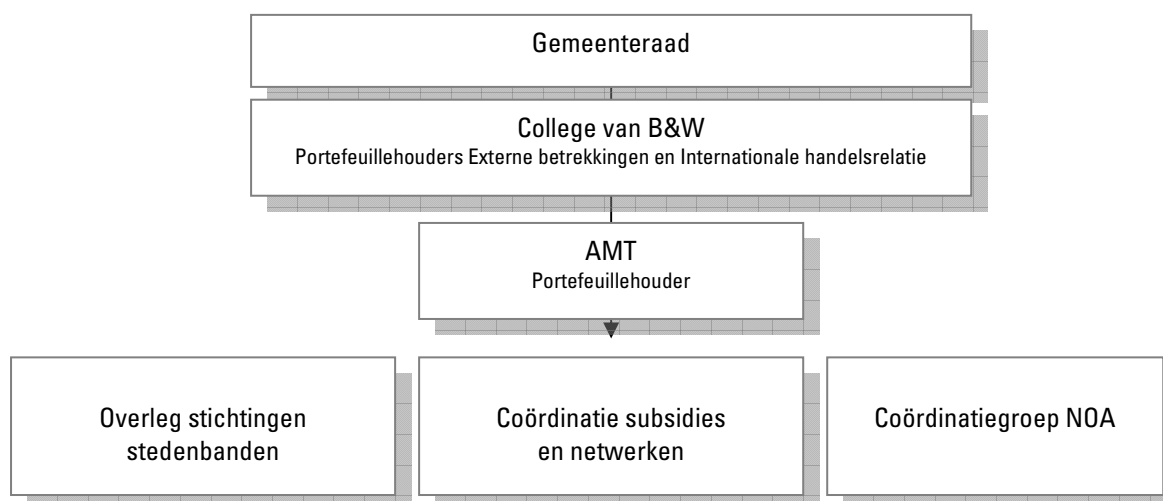 Gemeenteraad
College van B&W
Portefeuillehouders Externe betrekkingen en Internationale handelsrelatie
AMT
Portefeuillehouder
Overleg stichtingen
stedenbanden
Coördinatie subsidies
en netwerken
Coördinatiegroep NOA